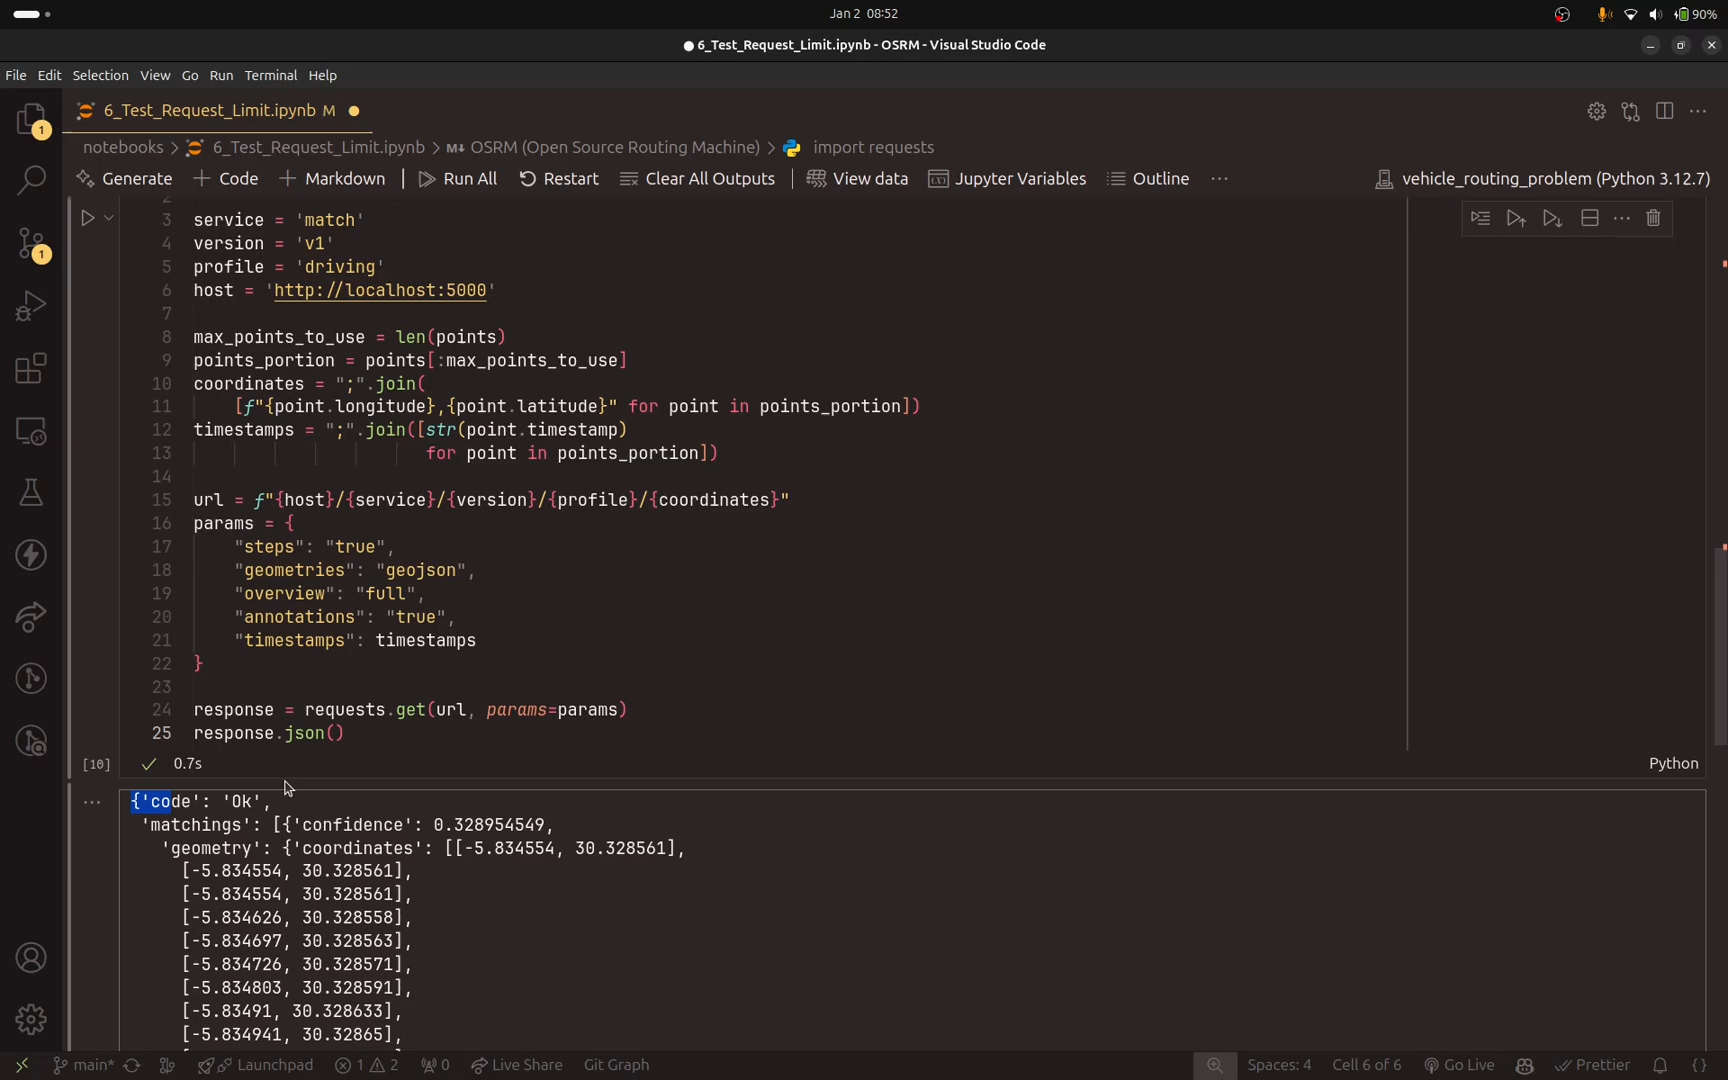 Jan 2 08:52
90%
6_Test_Request_Limit.ipynb - OSRM - Visual Studio Code
File Edit Selection View Go Run Terminal Help
6_Test_Request_Limit.ipynb M
notebooks > 6_Test_Request_Limit.ipynb > M↓ OSRM (Open Source Routing Machine) > import requests
Generate + Code + Markdown | Run All Restart Clear All Outputs | View data Jupyter Variables Outline ··· vehicle_routing_problem (Python 3.12.7)
2
3 service = 'match'
4 version = 'v1'
5 profile = 'driving'
6 host = 'http://localhost:5000'
7
8 max_points_to_use = len(points)
9 points_portion = points[:max_points_to_use]
10 coordinates = ";".join(
11 [f"{point.longitude},{point.latitude}" for point in points_portion])
12 timestamps = ";".join([str(point.timestamp)
13 for point in points_portion])
14
15 url = f"{host}/{service}/{version}/{profile}/{coordinates}"
16 params = {
17 "steps": "true",
18 "geometries": "geojson",
19 "overview": "full",
20 "annotations": "true",
21 "timestamps": timestamps
22 }
23
24 response = requests.get(url, params=params)
25 response.json()
[10] ✓ 0.7s Python
{'code': 'Ok',
'matchings': [{'confidence': 0.328954549,
'geometry': {'coordinates': [[-5.834554, 30.328561],
[-5.834554, 30.328561],
[-5.834554, 30.328561],
[-5.834626, 30.328558],
[-5.834697, 30.328563],
[-5.834726, 30.328571],
[-5.834803, 30.328591],
[-5.83491, 30.328633],
[-5.834941, 30.32865],
main* Launchpad 1 2 0 Live Share Git Graph Spaces: 4 Cell 6 of 6 Go Live Prettier {}
1
1